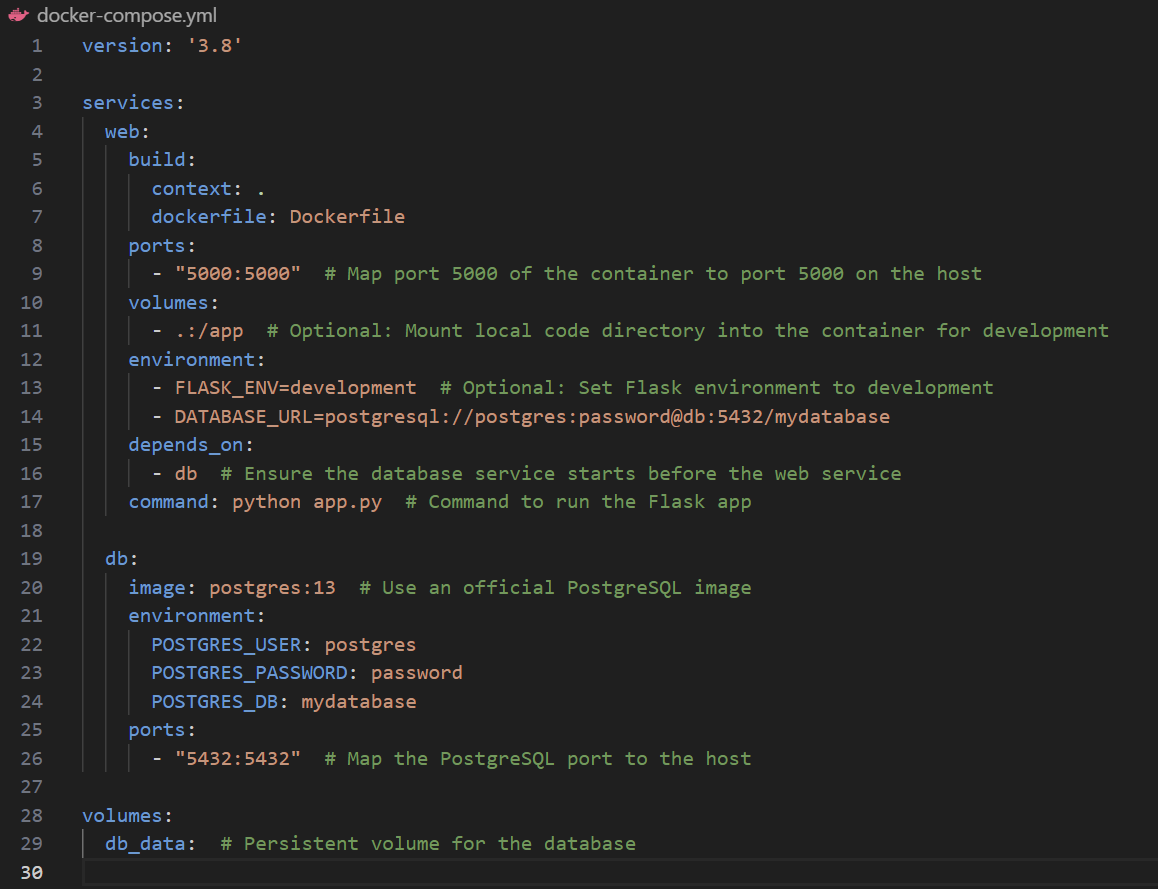 docker-compose.yml
1 version: '3.8'
2
3 services:
4   web:
5     build:
6       context: .
7       dockerfile: Dockerfile
8     ports:
9       - "5000:5000"  # Map port 5000 of the container to port 5000 on the host
10     volumes:
11       - .:/app  # Optional: Mount local code directory into the container for development
12     environment:
13       - FLASK_ENV=development  # Optional: Set Flask environment to development
14       - DATABASE_URL=postgresql://postgres:password@db:5432/mydatabase
15     depends_on:
16       - db  # Ensure the database service starts before the web service
17     command: python app.py  # Command to run the Flask app
18
19   db:
20     image: postgres:13  # Use an official PostgreSQL image
21     environment:
22       POSTGRES_USER: postgres
23       POSTGRES_PASSWORD: password
24       POSTGRES_DB: mydatabase
25     ports:
26       - "5432:5432"  # Map the PostgreSQL port to the host
27
28 volumes:
29   db_data:  # Persistent volume for the database
30